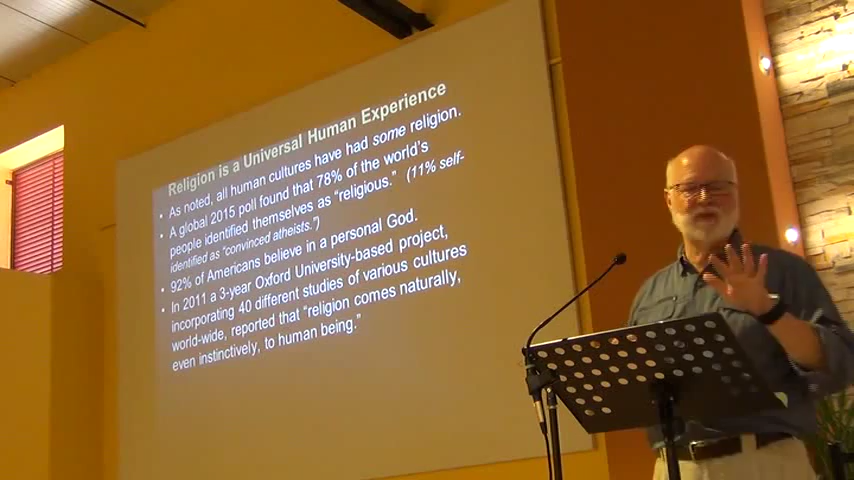 Religion is a Universal Human Experience
• As noted, all human cultures have had some religion.
• A global 2015 poll found that 78% of the world's
people identified themselves as "religious." (11% self-
identified as "convinced atheists.")
• 92% of Americans believe in a personal God.
• In 2011 a 3-year Oxford University-based project,
incorporating 40 different studies of various cultures
world-wide, reported that "religion comes naturally,
even instinctively, to human being."